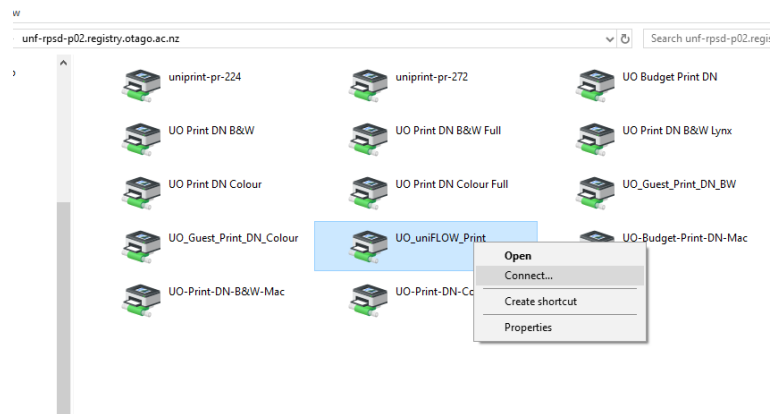 w
unf-rpsd-p02.registry.otago.ac.nz
Search unf-rpsd-p02.regis
uniprint-pr-224
uniprint-pr-272
UO Budget Print DN
UO Print DN B&W
UO Print DN B&W Full
UO Print DN B&W Lynx
UO Print DN Colour
UO Print DN Colour Full
UO_Guest_Print_DN_BW
UO_Guest_Print_DN_Colour
UO_uniFLOW_Print
UO-Budget-Print-DN-Mac
UO-Print-DN-B&W-Mac
UO-Print-DN-Co
Open
Connect...
Create shortcut
Properties